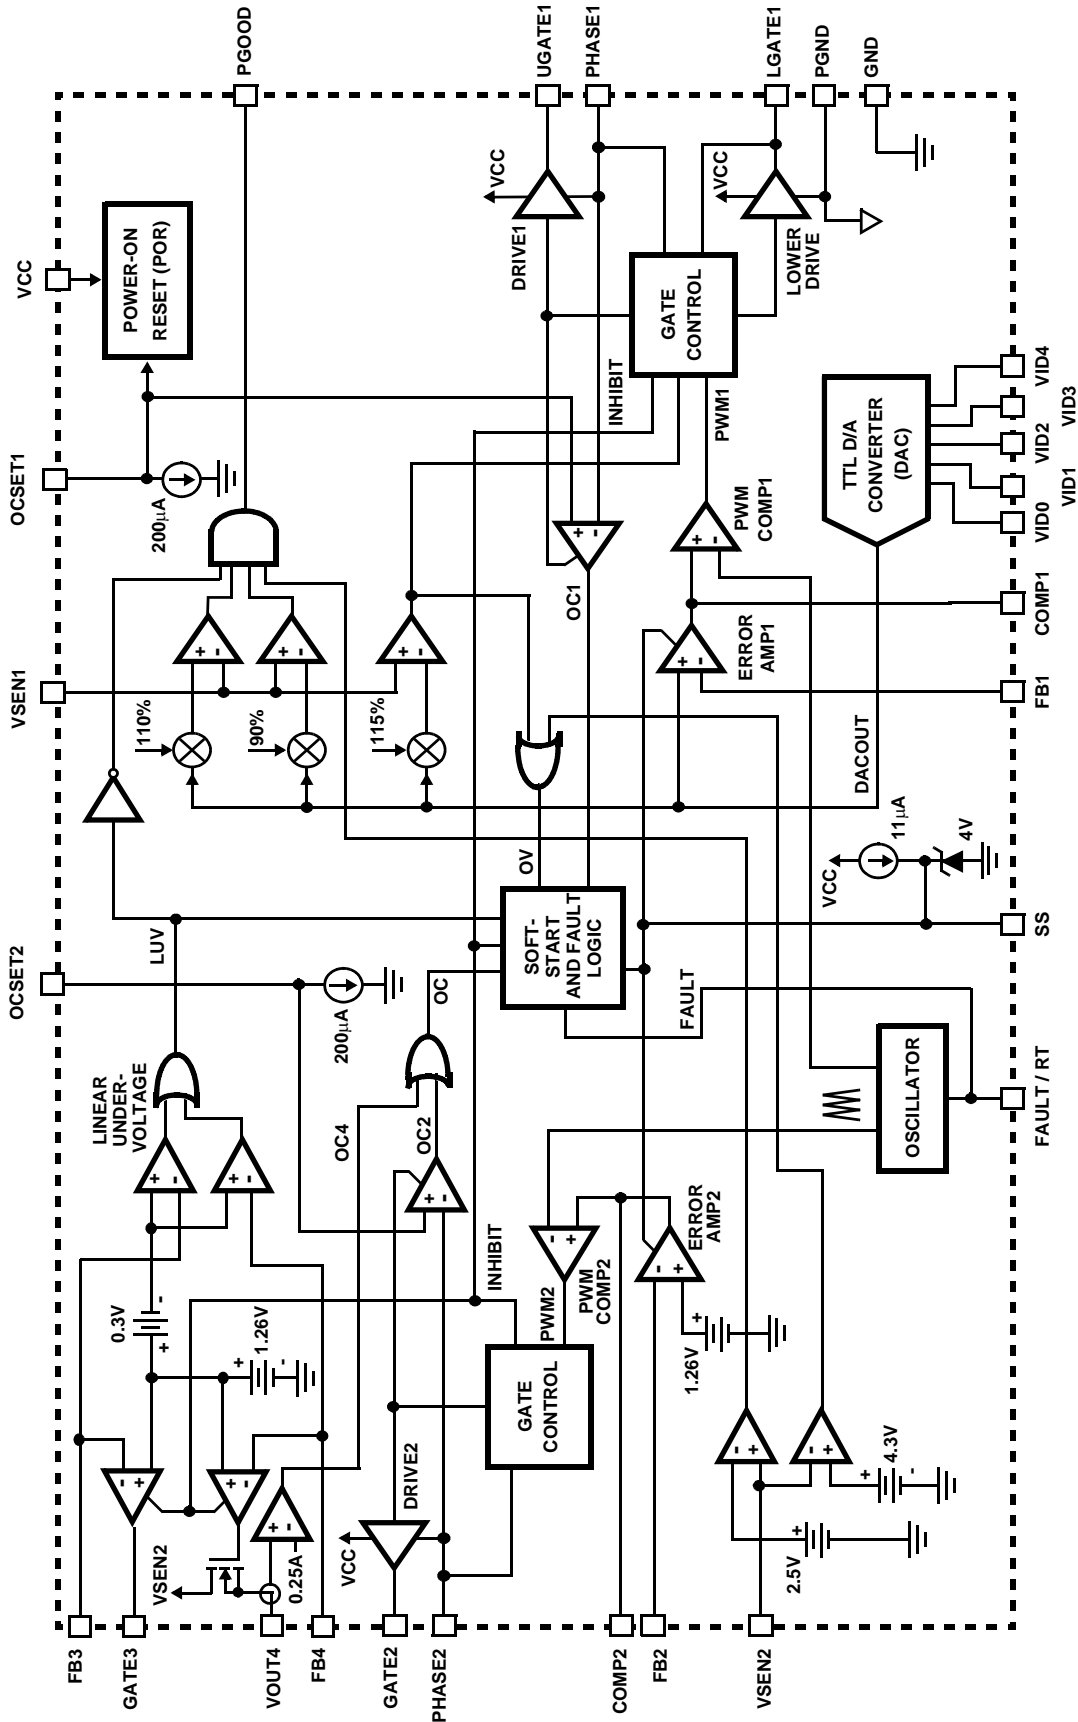 VCC
OCSET1
VSEN1
OCSET2
PGOOD
UGATE1
PHASE1
LGATE1
PGND
GND
POWER-ON
RESET (POR)
200µA
110%
90%
115%
LUV
LINEAR
UNDER-
VOLTAGE
0.3V
+
-
1.26V
+
-
200µA
OC4
OC2
OC
OC1
OV
VCC
DRIVE1
INHIBIT
GATE
CONTROL
VCC
LOWER
DRIVE
PWM1
PWM
COMP1
ERROR
AMP1
TTL D/A
CONVERTER
(DAC)
DACOUT
VID4
VID3
VID2
VID1
VID0
COMP1
FB1
SS
FAULT / RT
11µA
VCC
4V
SOFT-
START
AND FAULT
LOGIC
FAULT
OSCILLATOR
INHIBIT
PWM2
PWM
COMP2
ERROR
AMP2
GATE
CONTROL
1.26V
+
DRIVE2
VCC
VSEN2
0.25A
2.5V
+
4.3V
+
-
FB3
GATE3
VOUT4
FB4
GATE2
PHASE2
COMP2
FB2
VSEN2